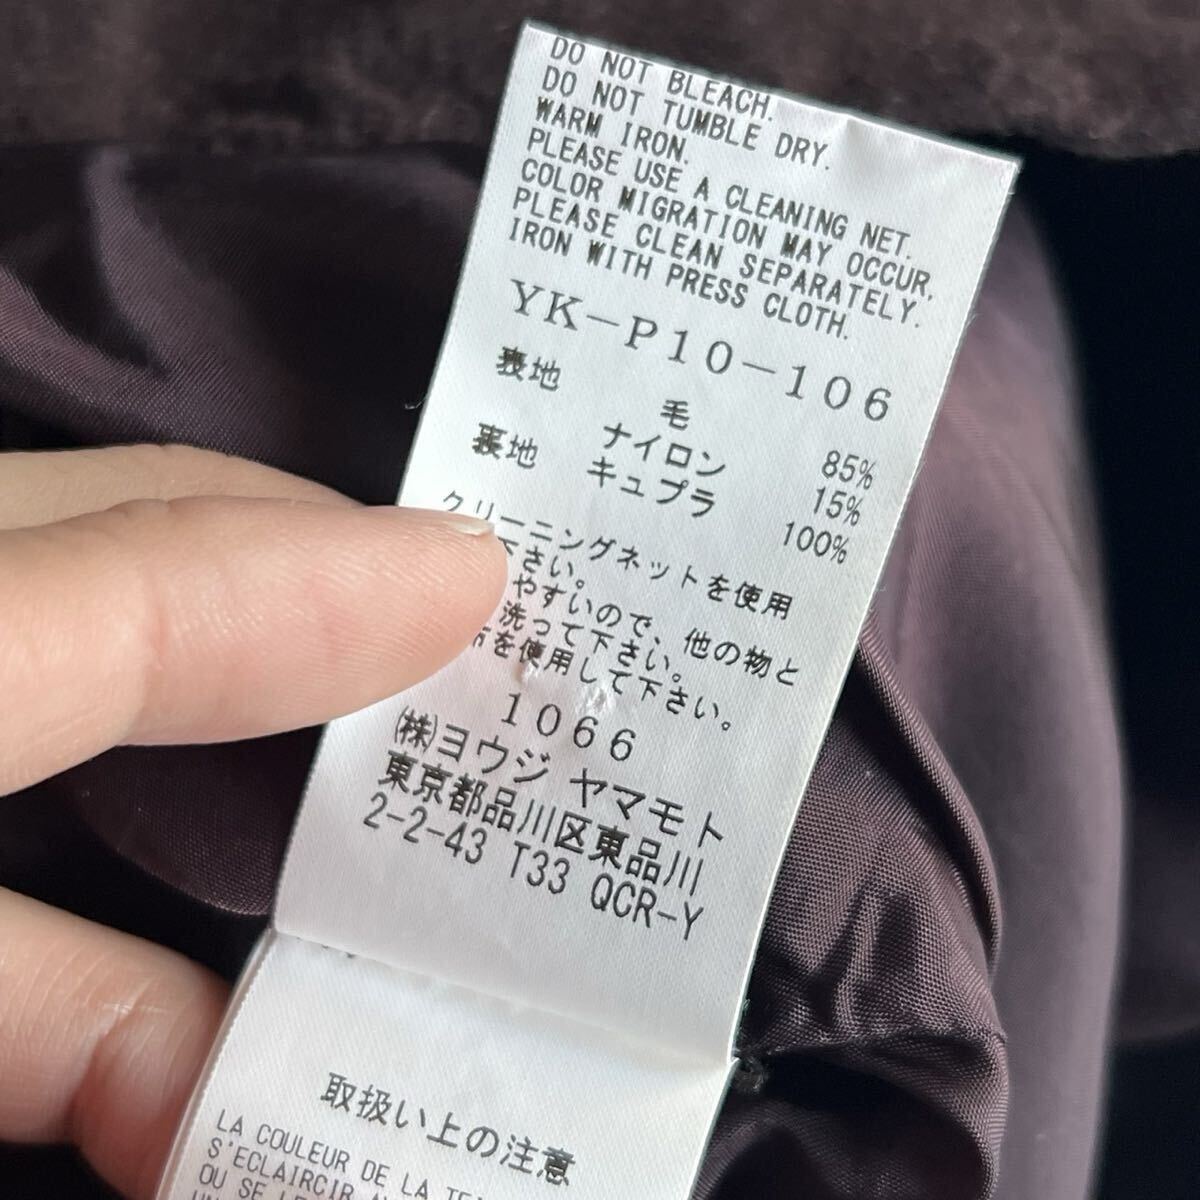 DO NOT BLEACH.
DO NOT TUMBLE DRY.
WARM IRON.
PLEASE USE A CLEANING NET.
COLOR MIGRATION MAY OCCUR,
PLEASE CLEAN SEPARATELY.
IRON WITH PRESS CLOTH.
YK-P10-106
表地
毛 85%
ナイロン 15%
裏地 キュプラ 100%
クリーニングネットを使用
下さい。
やすいので、他の物と
洗って下さい。
布を使用して下さい。
1066
㈱ヨウジ ヤマモト
東京都品川区東品川
2-2-43 T33 QCR-Y
取扱い上の注意
LA COULEUR DE LA
S'ECLAIRCIR
OU SE